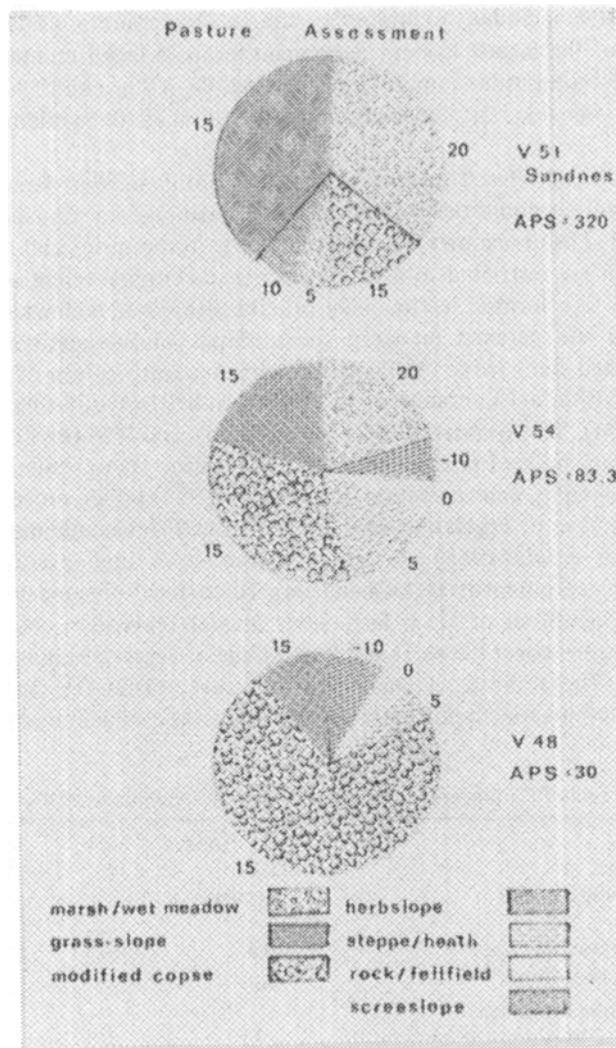 Pasture Assessment
15
20
V 51
Sandnes
APS = 320
10
5
15
15
20
V 54
-10
APS = 83.3
0
15
5
15
-10
0
5
V 48
APS = 30
15
marsh/wet meadow
herbslope
grass-slope
steppe/heath
modified copse
rock/fellfield
screeslope